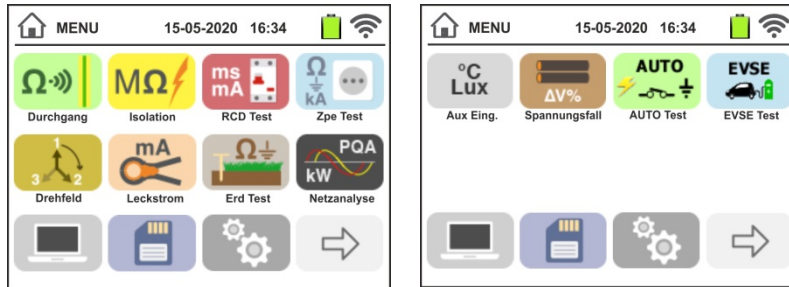 MENU 15-05-2020 16:34
Ω MΩ ms mA Ω kA
Durchgang Isolation RCD Test Zpe Test
1 2 3 mA Ω PQA kW
Drehfeld Leckstrom Erd Test Netzanalyse
MENU 15-05-2020 16:34
°C Lux ΔV% AUTO EVSE
Aux Eing. Spannungsfall AUTO Test EVSE Test